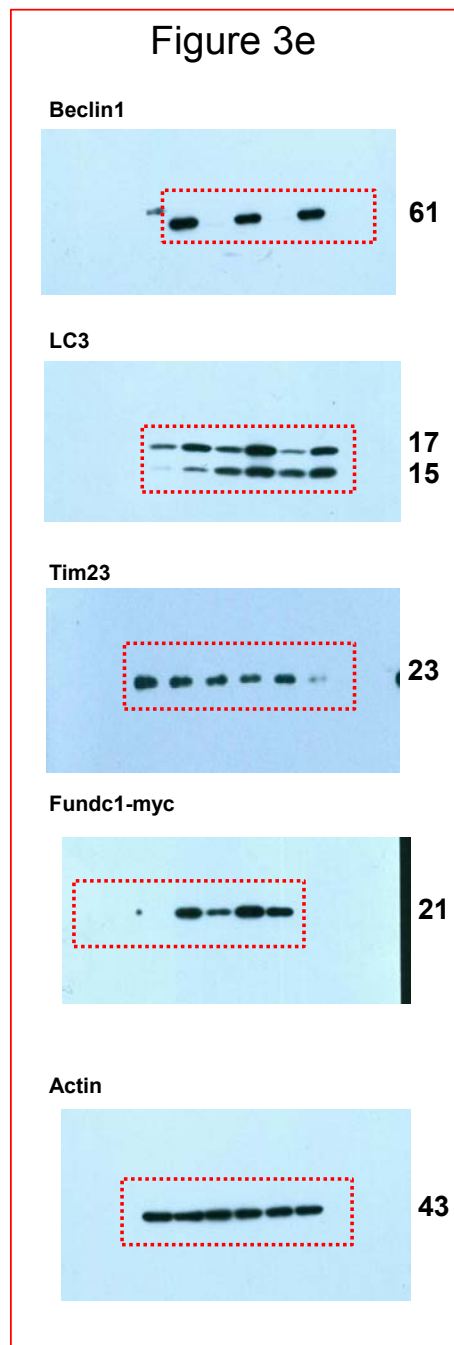 Figure 3e
Beclin1
61
LC3
17
15
Tim23
23
Fundc1-myc
21
Actin
43